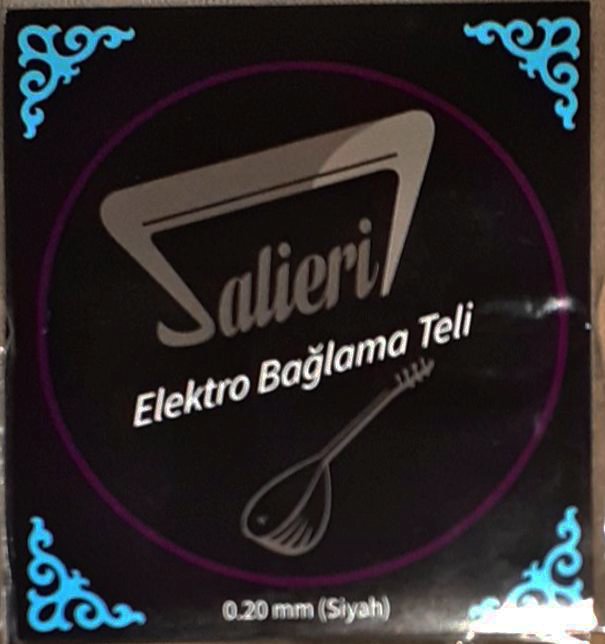 Salieri
Elektro Bağlama Teli
0.20 mm (Siyah)